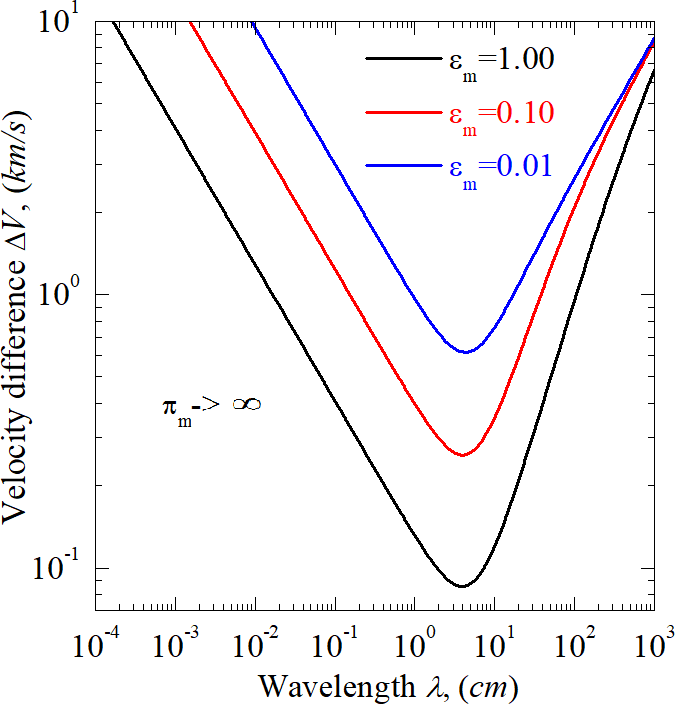 10¹
10⁰
10⁻¹
Velocity difference ΔV, (km/s)
εₘ=1.00
εₘ=0.10
εₘ=0.01
πₘ-> ∞
10⁻⁴ 10⁻³ 10⁻² 10⁻¹ 10⁰ 10¹ 10² 10³
Wavelength λ, (cm)